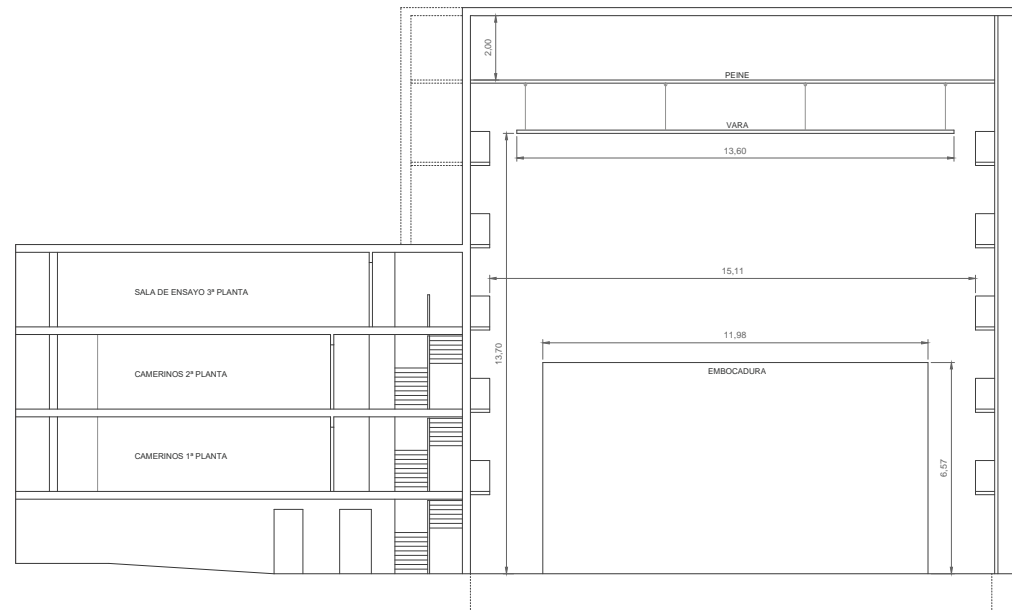 2,00
PEINE
VARA
13,60
SALA DE ENSAYO 3ª PLANTA
15,11
11,98
13,70
CAMERINOS 2ª PLANTA
EMBOCADURA
CAMERINOS 1ª PLANTA
6,57